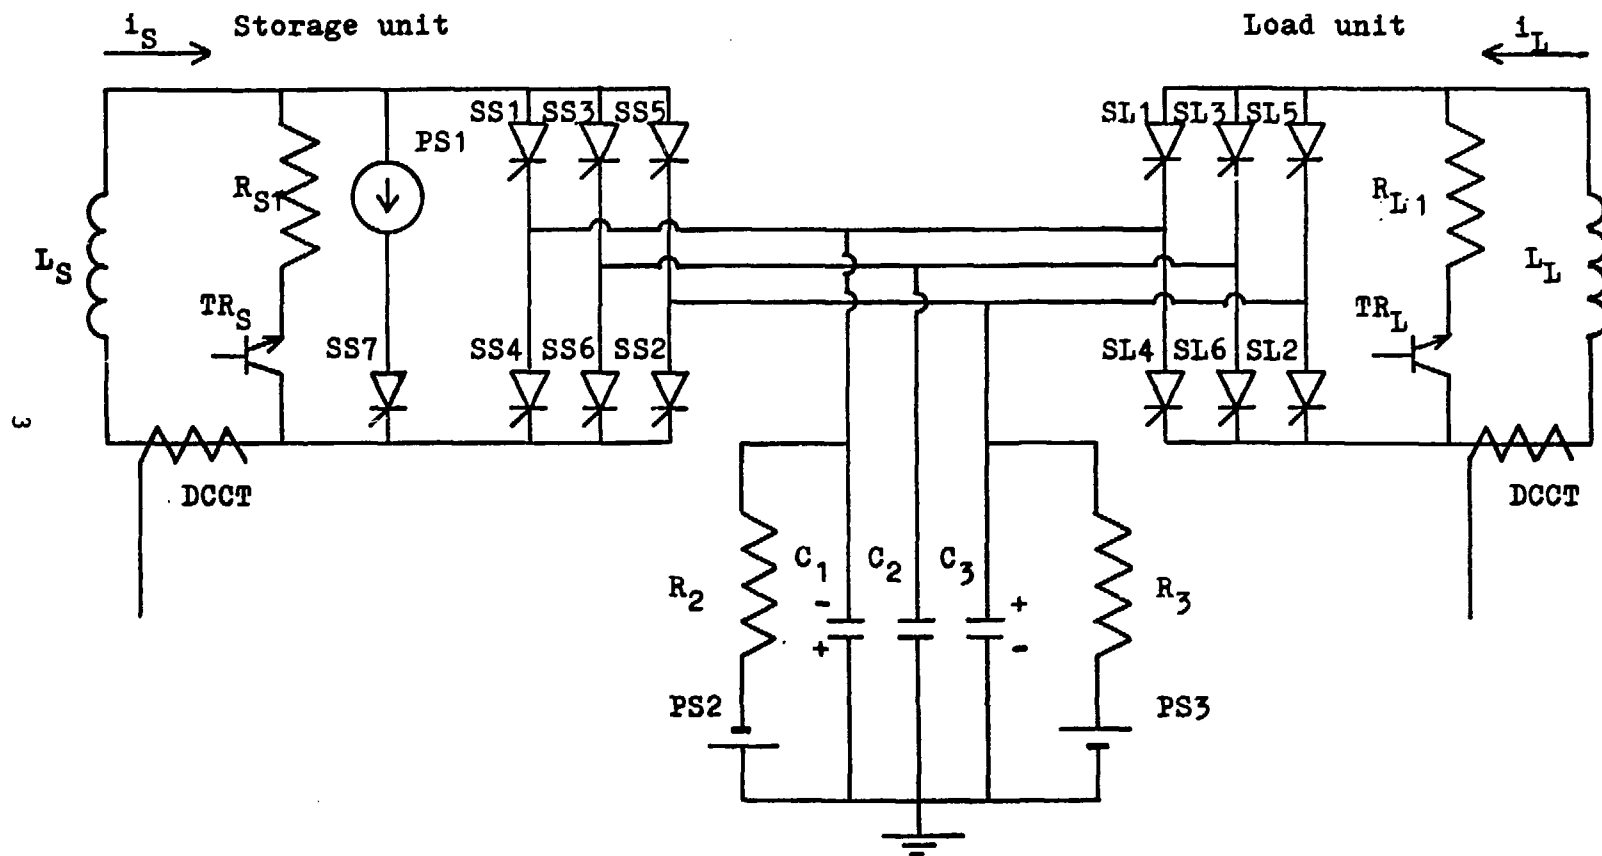 i_S Storage unit Load unit i_L
SS1 SS3 SS5 SL1 SL3 SL5
PS1
R_S1 R_L1
L_S L_L
TR_S TR_L
SS7 SS4 SS6 SS2 SL4 SL6 SL2
3
DCCT DCCT
C_1 C_2 C_3
R_2 R_3
- +
+ -
PS2 PS3